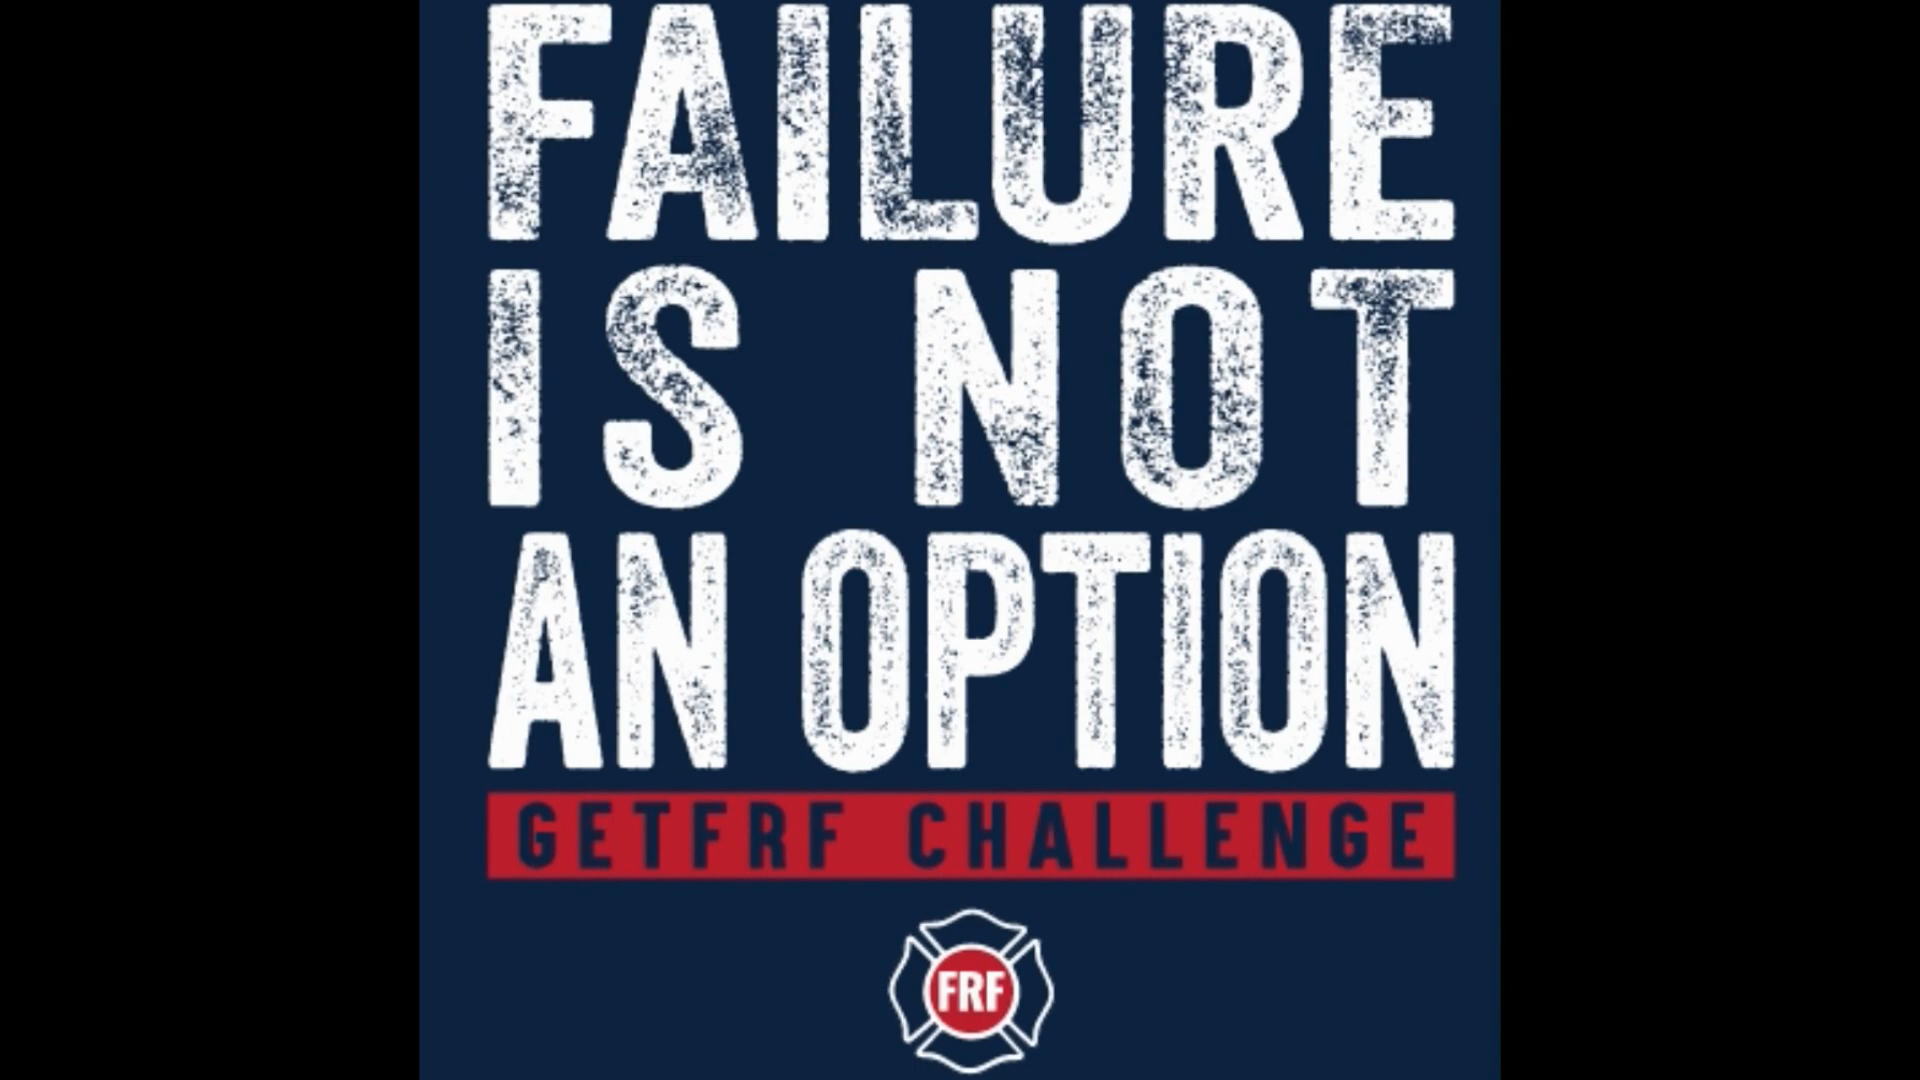 FAILURE
IS NOT
AN OPTION
GETFRF CHALLENGE
FRF